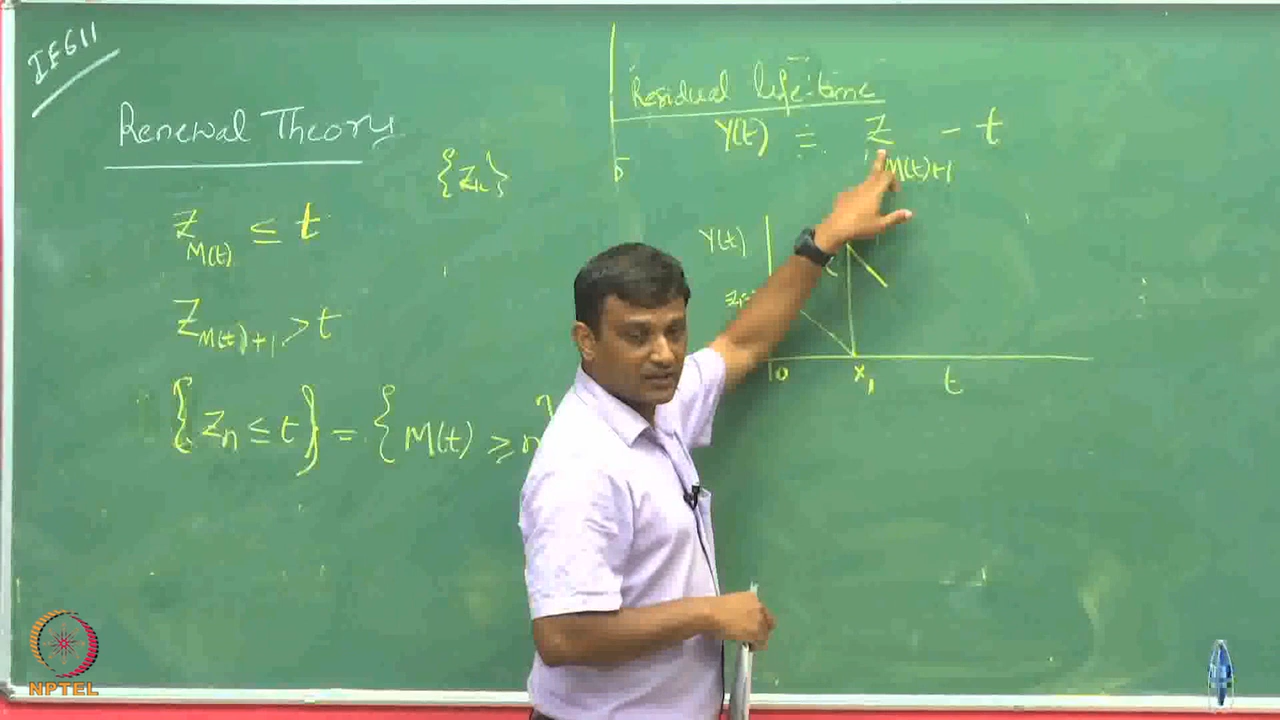 IE611
Renewal Theory
{Zn}
Z_M(t) ≤ t
Z_M(t)+1 > t
{Zn ≤ t} = {M(t) ≥ n}
Residual life-time
Y(t) ≐ Z_M(t)+1 - t
Y(t)
0 X1 t
NPTEL